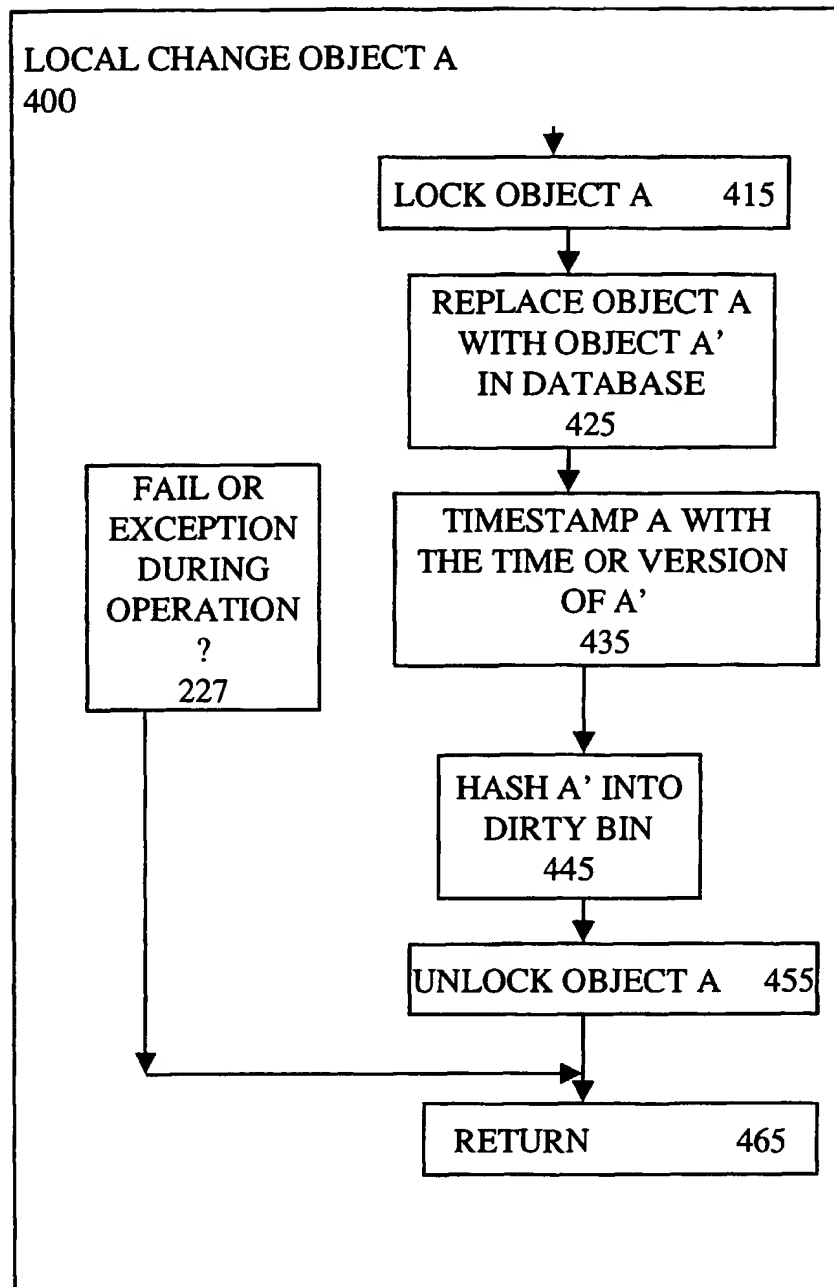 LOCAL CHANGE OBJECT A
400
LOCK OBJECT A 415
REPLACE OBJECT A
WITH OBJECT A’
IN DATABASE
425
FAIL OR
EXCEPTION
DURING
OPERATION
?
227
TIMESTAMP A WITH
THE TIME OR VERSION
OF A’
435
HASH A’ INTO
DIRTY BIN
445
UNLOCK OBJECT A 455
RETURN 465